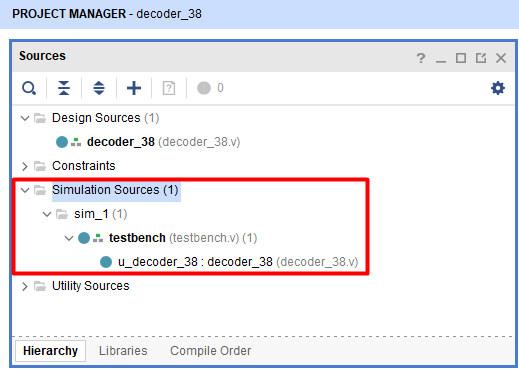 PROJECT MANAGER - decoder_38
Sources
? _
0
Design Sources (1)
decoder_38 (decoder_38.v)
Constraints
Simulation Sources (1)
sim_1 (1)
testbench (testbench.v) (1)
u_decoder_38 : decoder_38 (decoder_38.v)
Utility Sources
Hierarchy Libraries Compile Order